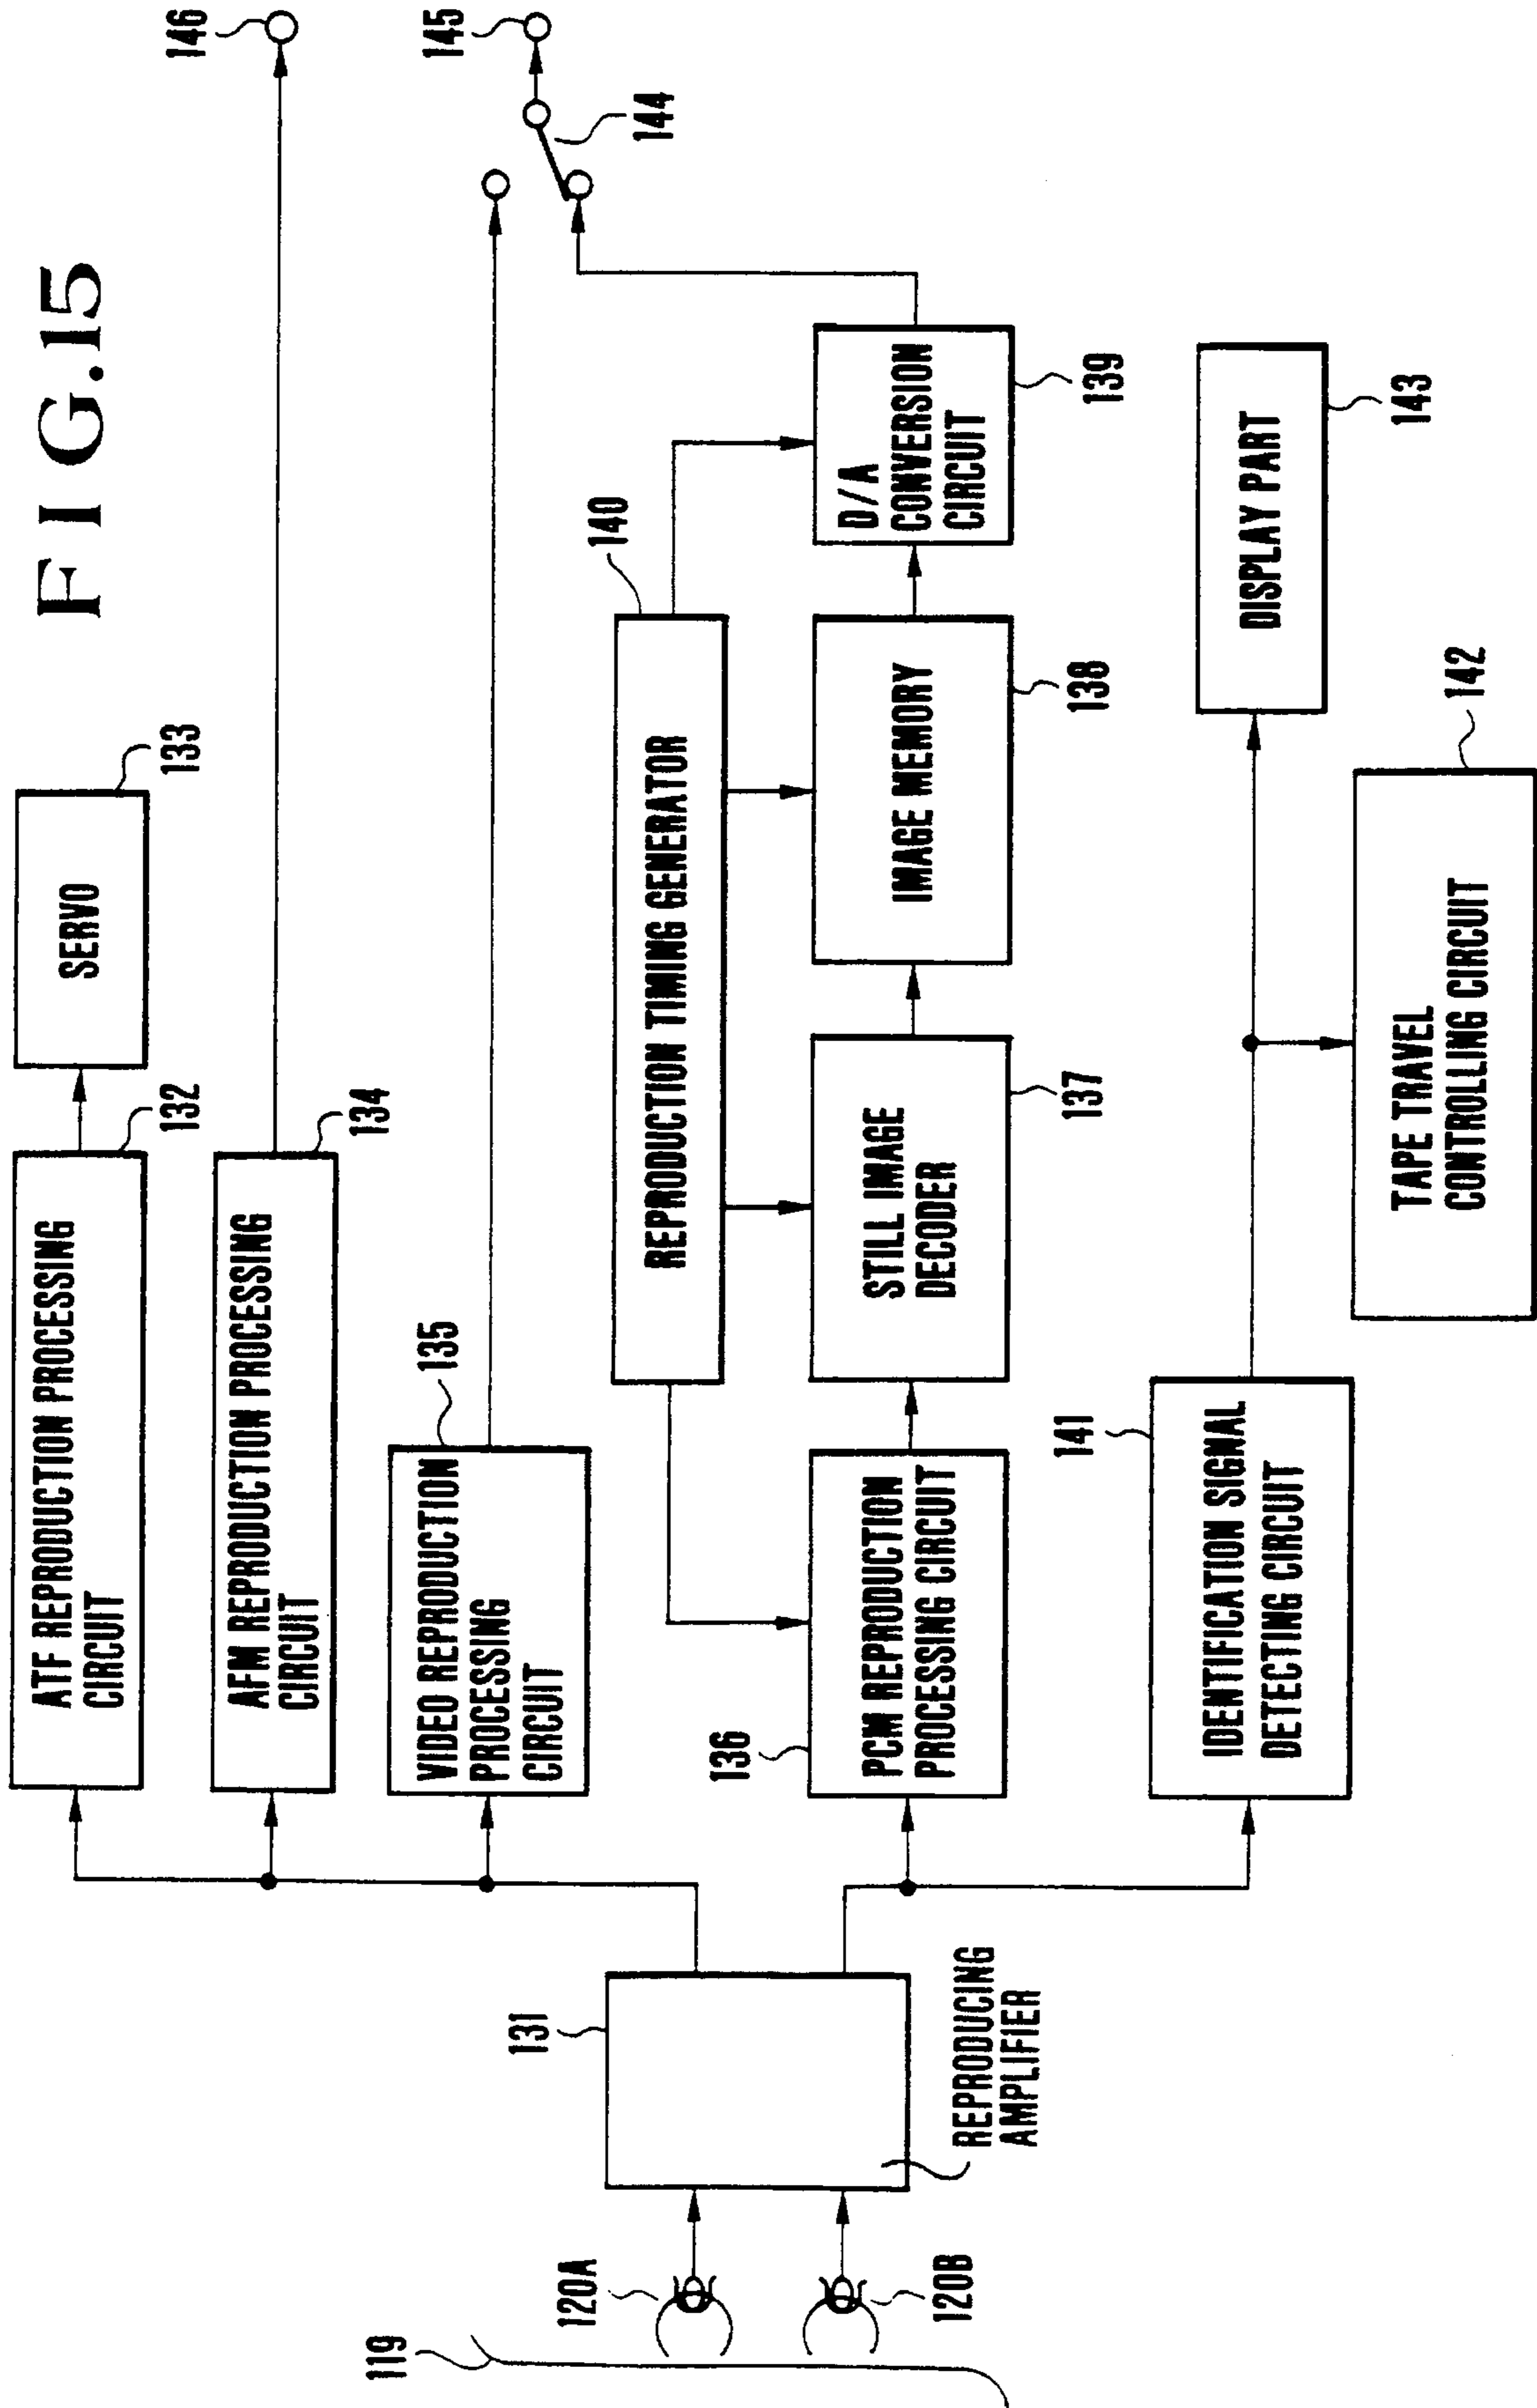 FIG.15
146
145
144
ATF REPRODUCTION PROCESSING
CIRCUIT
132
SERVO
133
AFM REPRODUCTION PROCESSING
CIRCUIT
134
VIDEO REPRODUCTION
PROCESSING
CIRCUIT
135
REPRODUCTION TIMING GENERATOR
140
119
120A
120B
131
REPRODUCING
AMPLIFIER
136
PCM REPRODUCTION
PROCESSING CIRCUIT
STILL IMAGE
DECODER
137
IMAGE MEMORY
138
D/A
CONVERSION
CIRCUIT
139
141
IDENTIFICATION SIGNAL
DETECTING CIRCUIT
DISPLAY PART
143
TAPE TRAVEL
CONTROLLING CIRCUIT
142